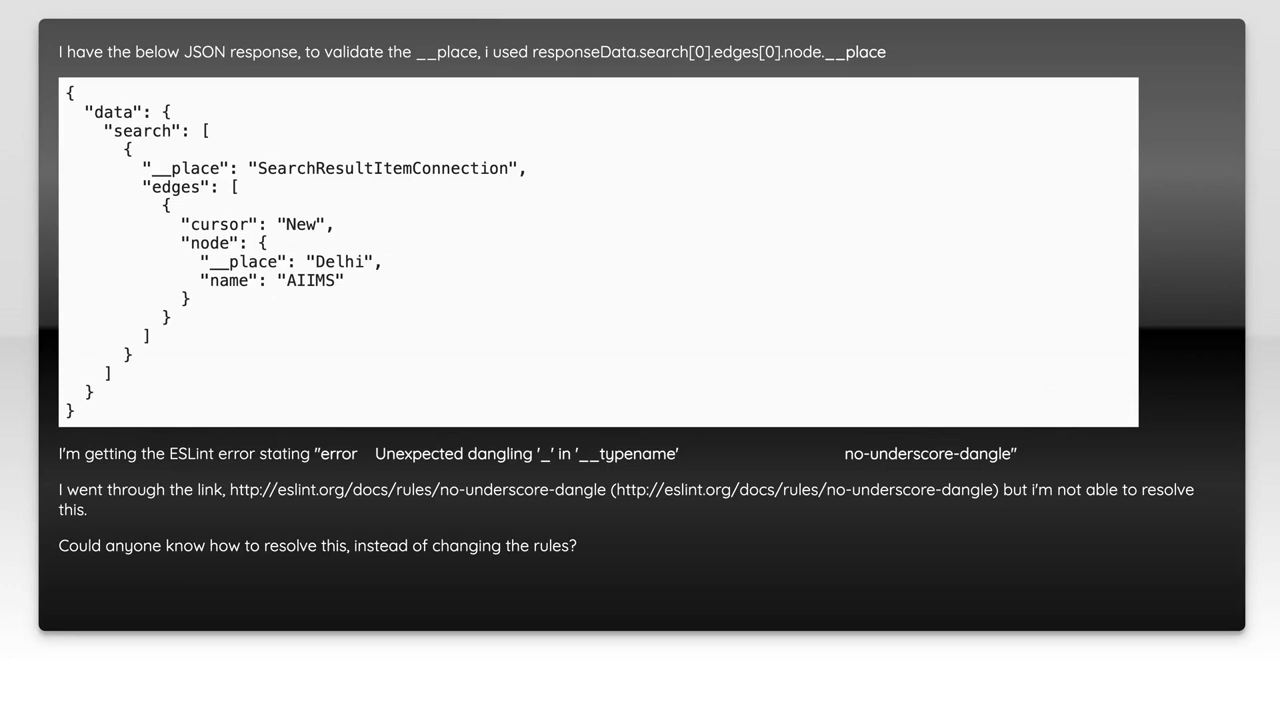 I have the below JSON response, to validate the __place, i used responseData.search[0].edges[0].node.__place
{
  "data": {
    "search": [
      {
        "__place": "SearchResultItemConnection",
        "edges": [
          {
            "cursor": "New",
            "node": {
              "__place": "Delhi",
              "name": "AIIMS"
            }
          }
        ]
      }
    ]
  }
}
I'm getting the ESLint error stating "error    Unexpected dangling '_' in '__typename'    no-underscore-dangle"
I went through the link, http://eslint.org/docs/rules/no-underscore-dangle (http://eslint.org/docs/rules/no-underscore-dangle) but i'm not able to resolve
this.
Could anyone know how to resolve this, instead of changing the rules?